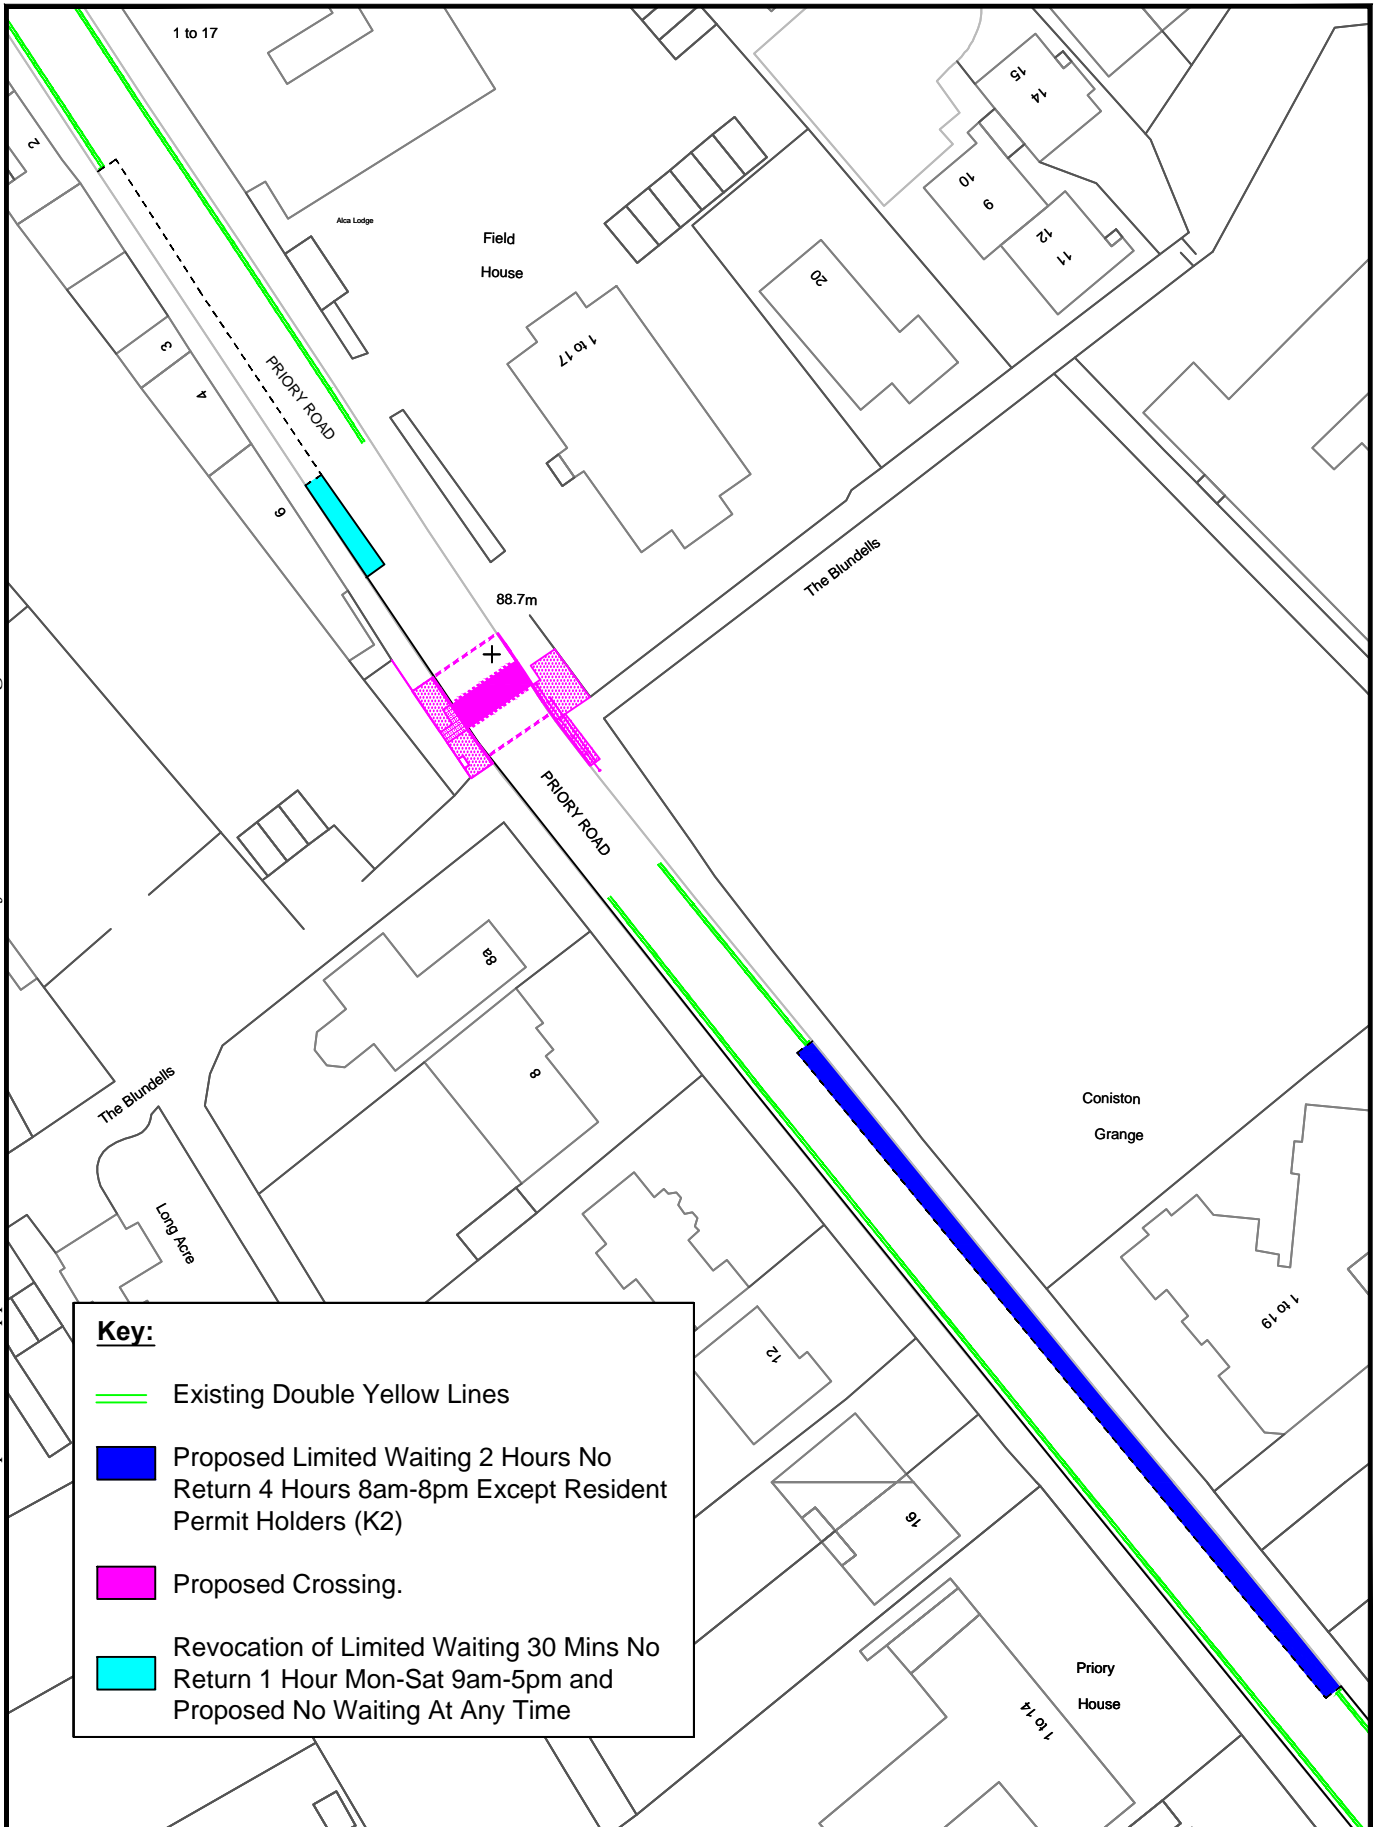 1 to 17
15
14
2
10
9
Alca Lodge
Field
House
12
11
20
3
1 to 17
PRIORY ROAD
4
6
The Blundells
88.7m
PRIORY ROAD
8a
8
The Blundells
Coniston
Grange
Long Acre
1 to 19
12
16
Priory
House
1 to 14
Key:
Existing Double Yellow Lines
Proposed Limited Waiting 2 Hours No
Return 4 Hours 8am-8pm Except Resident
Permit Holders (K2)
Proposed Crossing.
Revocation of Limited Waiting 30 Mins No
Return 1 Hour Mon-Sat 9am-5pm and
Proposed No Waiting At Any Time